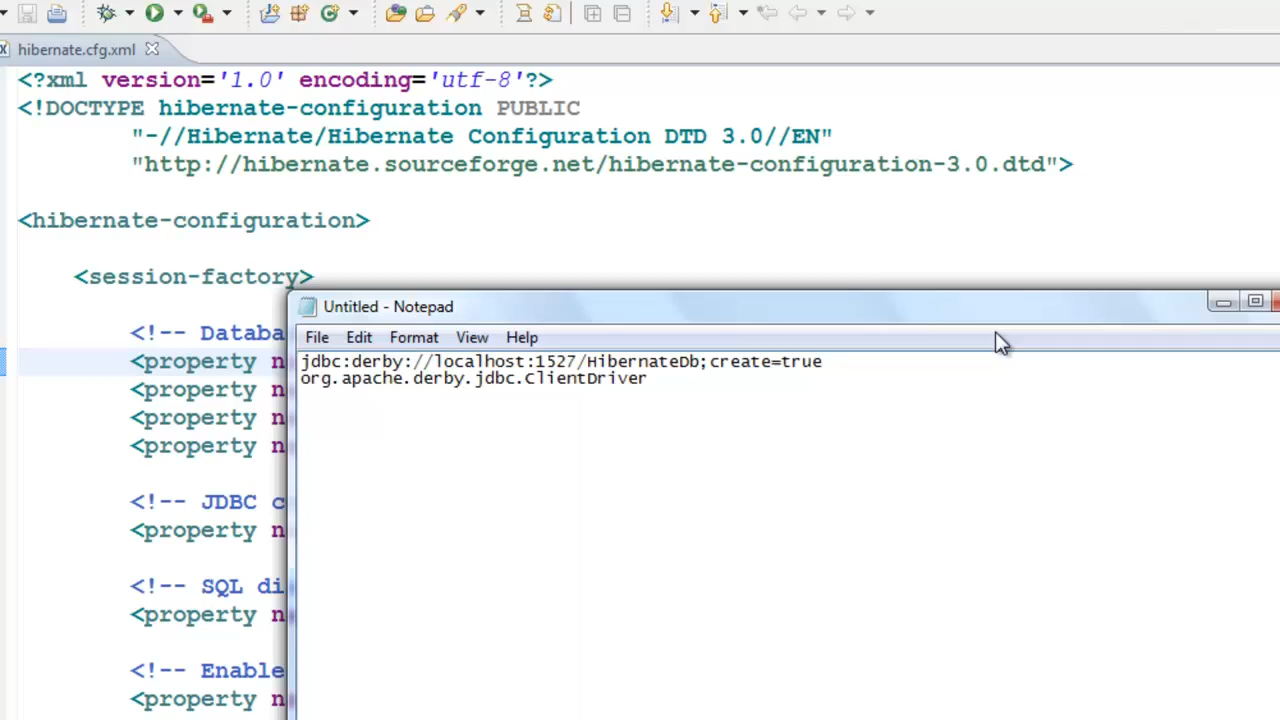 hibernate.cfg.xml
<?xml version='1.0' encoding='utf-8'?>
<!DOCTYPE hibernate-configuration PUBLIC
"-//Hibernate/Hibernate Configuration DTD 3.0//EN"
"http://hibernate.sourceforge.net/hibernate-configuration-3.0.dtd">
<hibernate-configuration>
<session-factory>
Untitled - Notepad
<!-- Databa
File Edit Format View Help
<property n
jdbc:derby://localhost:1527/HibernateDb;create=true
org.apache.derby.jdbc.ClientDriver
<property n
<property n
<property n
<!-- JDBC c
<property n
<!-- SQL di
<property n
<!-- Enable
<property n